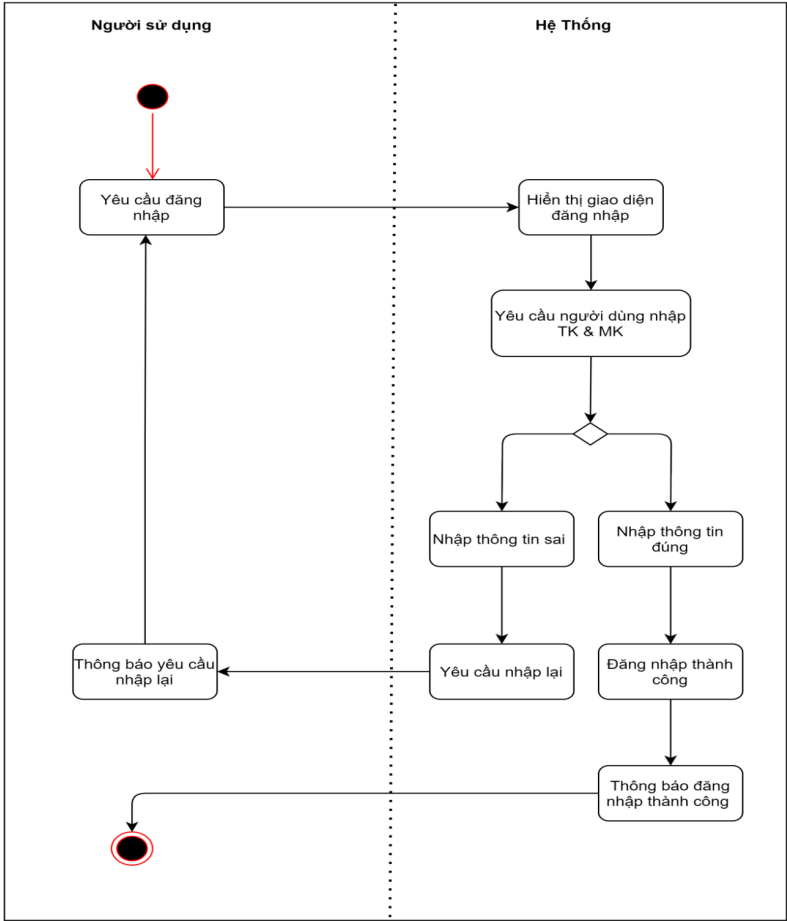 Người sử dụng
Hệ Thống
Yêu cầu đăng
nhập
Hiển thị giao diện
đăng nhập
Yêu cầu người dùng nhập
TK & MK
Nhập thông tin sai
Nhập thông tin
đúng
Thông báo yêu cầu
nhập lại
Yêu cầu nhập lại
Đăng nhập thành
công
Thông báo đăng
nhập thành công